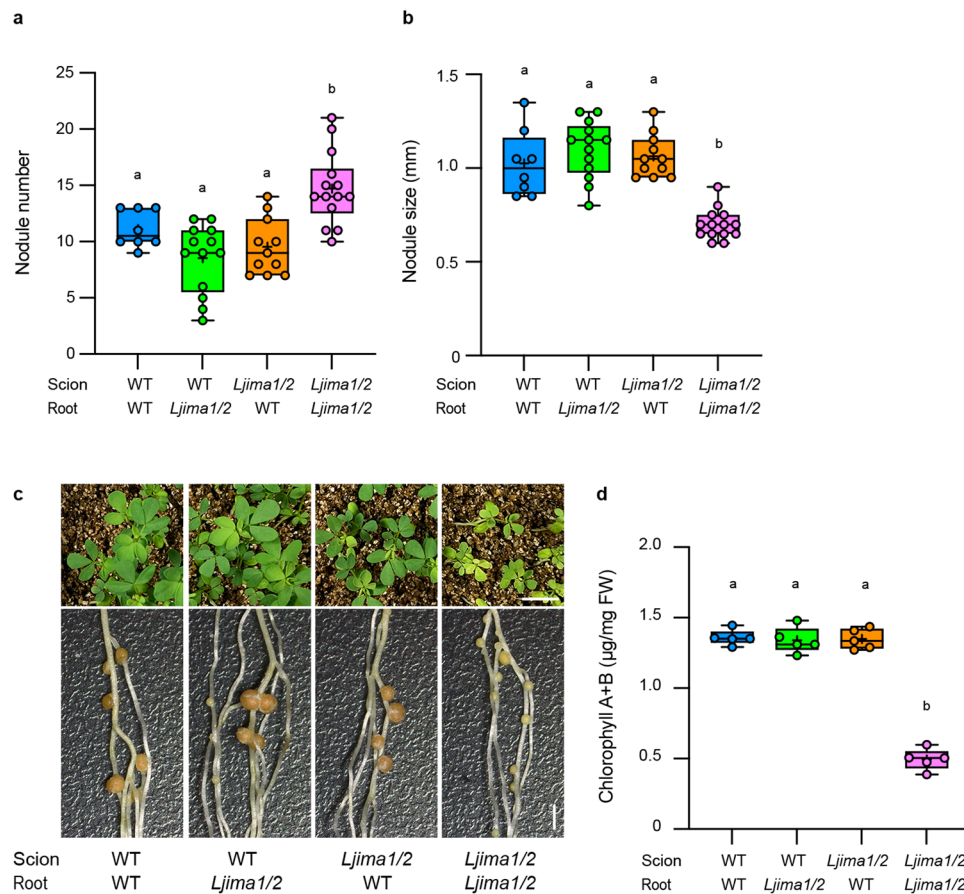 a
Nodule number
25
20
15
10
5
0
a
a
a
b
Scion WT WT Ljima1/2 Ljima1/2
Root WT Ljima1/2 WT Ljima1/2
b
Nodule size (mm)
1.5
1.0
0.5
0
a
a
a
b
WT WT Ljima1/2 Ljima1/2
WT Ljima1/2 WT Ljima1/2
c
Scion WT WT Ljima1/2 Ljima1/2
Root WT Ljima1/2 WT Ljima1/2
d
Chlorophyll A+B (µg/mg FW)
2.0
1.5
1.0
0.5
0
a
a
a
b
Scion WT WT Ljima1/2 Ljima1/2
Root WT Ljima1/2 WT Ljima1/2